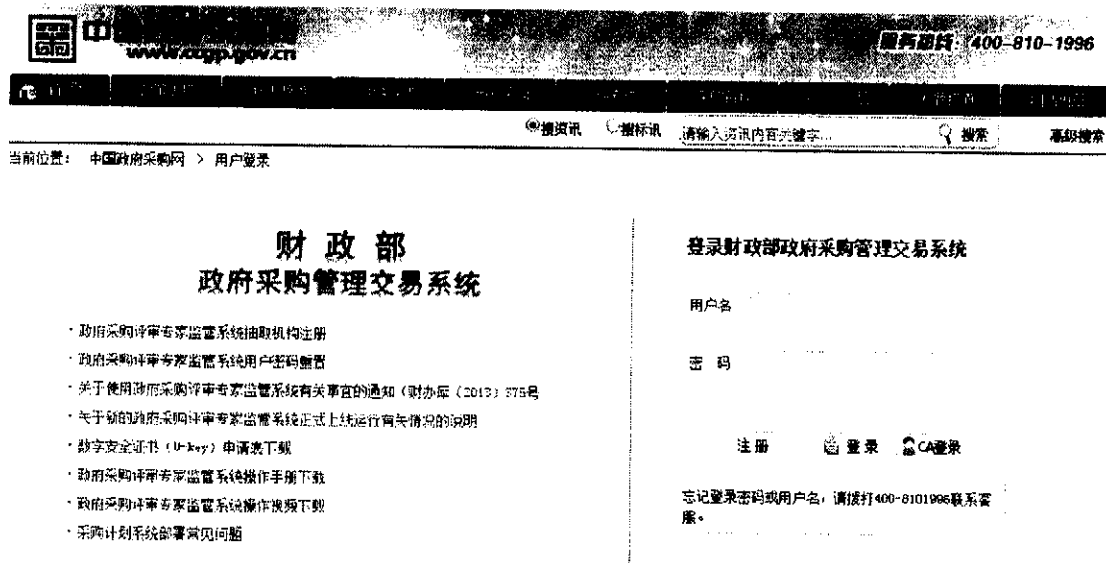 www.ccgp.gov.cn
服务热线：400-810-1996
搜资讯 搜标讯 请输入资讯内容关键字... 搜索 高级搜索
当前位置： 中国政府采购网 > 用户登录
财 政 部
政府采购管理交易系统
· 政府采购评审专家监管系统抽取机构注册
· 政府采购评审专家监管系统用户密码重置
· 关于使用政府采购评审专家监管系统有关事宜的通知（财办库（2013）375号
· 关于新的政府采购评审专家监管系统正式上线运行有关情况的说明
· 数字安全证书（U-key）申请表下载
· 政府采购评审专家监管系统操作手册下载
· 政府采购评审专家监管系统操作视频下载
· 采购计划系统部署常见问题
登录财政部政府采购管理交易系统
用户名
密 码
注册 登录 CA登录
忘记登录密码或用户名，请拨打400-8101996联系客
服。